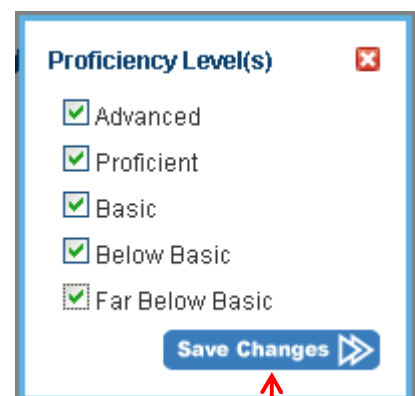 Proficiency Level(s)
Advanced
Proficient
Basic
Below Basic
Far Below Basic
Save Changes